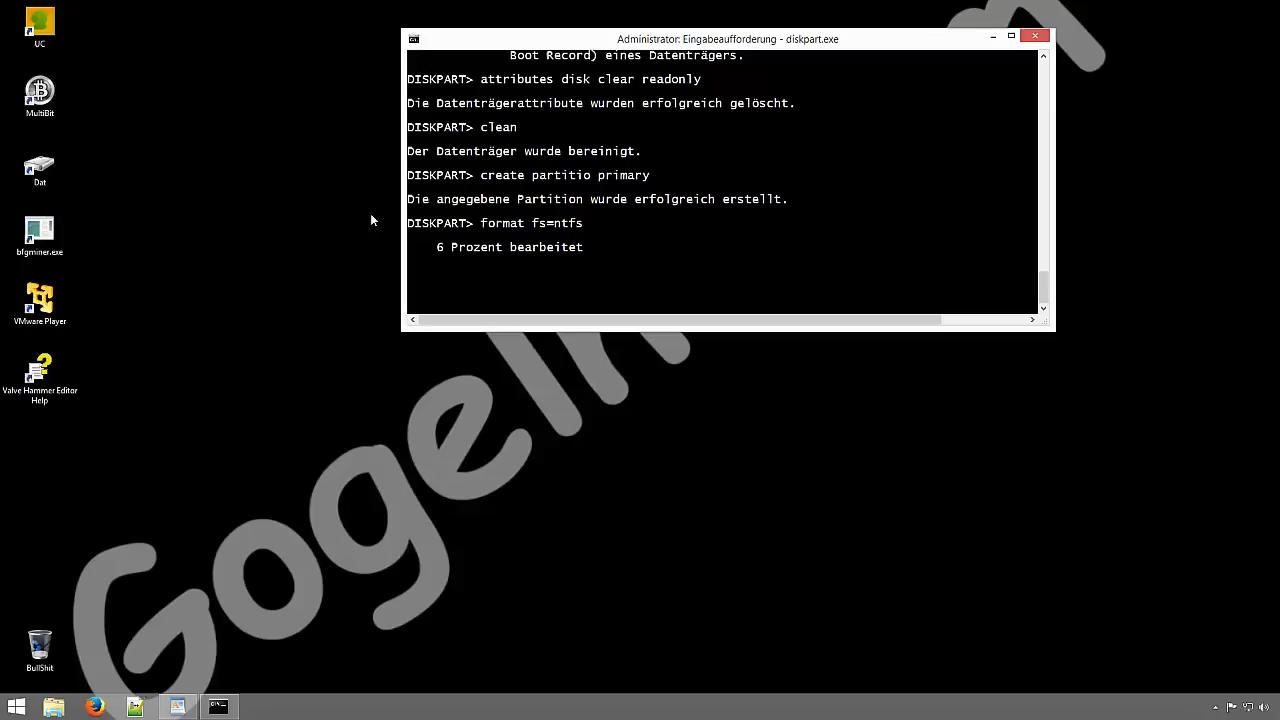 UC
MultiBit
Dat
bfgminer.exe
VMware Player
Valve Hammer Editor
Help
BullShit
Administrator: Eingabeaufforderung - diskpart.exe
Boot Record) eines Datenträgers.
DISKPART> attributes disk clear readonly
Die Datenträgerattribute wurden erfolgreich gelöscht.
DISKPART> clean
Der Datenträger wurde bereinigt.
DISKPART> create partitio primary
Die angegebene Partition wurde erfolgreich erstellt.
DISKPART> format fs=ntfs
6 Prozent bearbeitet